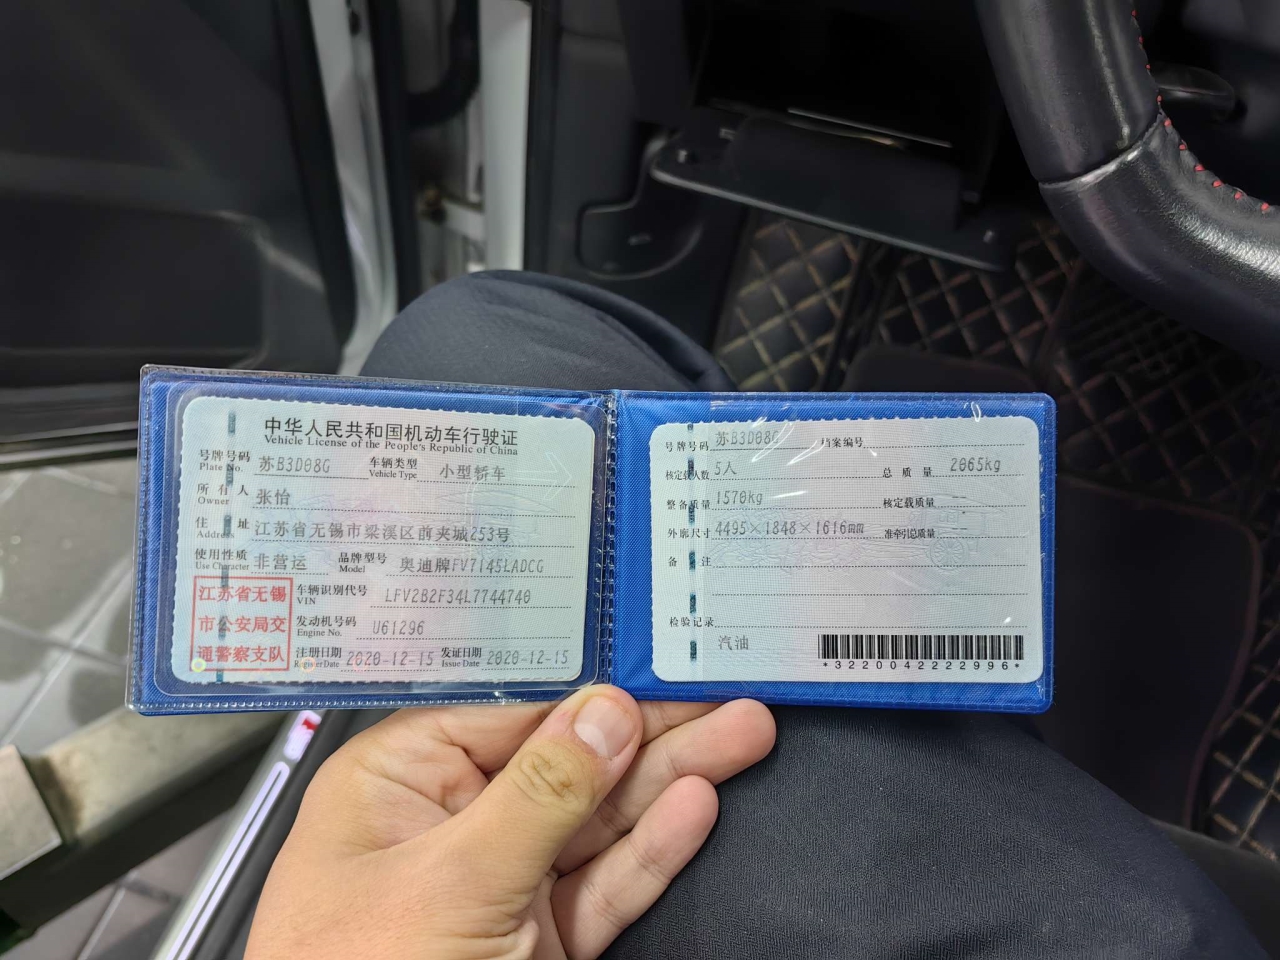 中华人民共和国机动车行驶证
Vehicle License of the People's Republic of China
号牌号码 苏B3D08G 车辆类型 小型轿车
Plate No. Vehicle Type
所有人 张怡
Owner
住址 江苏省无锡市梁溪区前夹城253号
Address
使用性质 非营运 品牌型号 奥迪牌FV7145LADCG
Use Character Model
江苏省无锡
市公安局交
通警察支队
车辆识别代号 LFV2B2F34L7744740
VIN
发动机号码 U61296
Engine No.
注册日期 2020-12-15 发证日期 2020-12-15
Register Date Issue Date
号牌号码 苏B3D08G 档案编号
核定载人数 5人 总质量 2065kg
整备质量 1570kg 核定载质量 --
外廓尺寸 4495×1848×1616mm 准牵引总质量 --
备注
检验记录
汽油
*3220042222996*